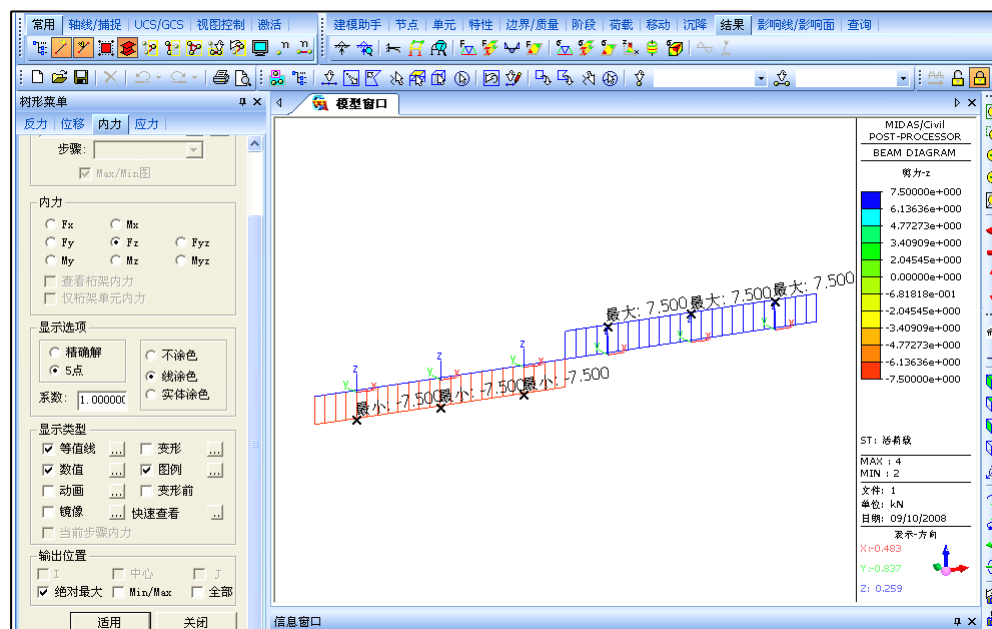 常用 轴线/捕捉 UCS/GCS 视图控制 激活 建模助手 节点 单元 特性 边界/质量 阶段 荷载 移动 沉降 结果 影响线/影响面 查询
树形菜单
模型窗口
反力 位移 内力 应力
步骤:
Max/Min图
内力
Fx Mx
Fy Fz Fyz
My Mz Myz
查看桁架内力
仅桁架单元内力
显示选项
精确解
5点
不涂色
线涂色
实体涂色
系数: 1.000000
显示类型
等值线 ... 变形 ...
数值 ... 图例 ...
动画 ... 变形前
镜像 ... 快速查看 ..
当前步骤内力
输出位置
I 中心 J
绝对最大 Min/Max 全部
适用 关闭
最大: 7.500 最大: 7.500 最大: 7.500
最小: -7.500 最小: -7.500 最小: -7.500
MIDAS/Civil
POST-PROCESSOR
BEAM DIAGRAM
剪力-z
7.50000e+000
6.13636e+000
4.77273e+000
3.40909e+000
2.04545e+000
0.00000e+000
-6.81818e-001
-2.04545e+000
-3.40909e+000
-4.77273e+000
-6.13636e+000
-7.50000e+000
ST: 活荷载
MAX : 4
MIN : 2
文件: 1
单位: kN
日期: 09/10/2008
表示-方向
X:-0.483
Y:-0.837
Z: 0.259
信息窗口